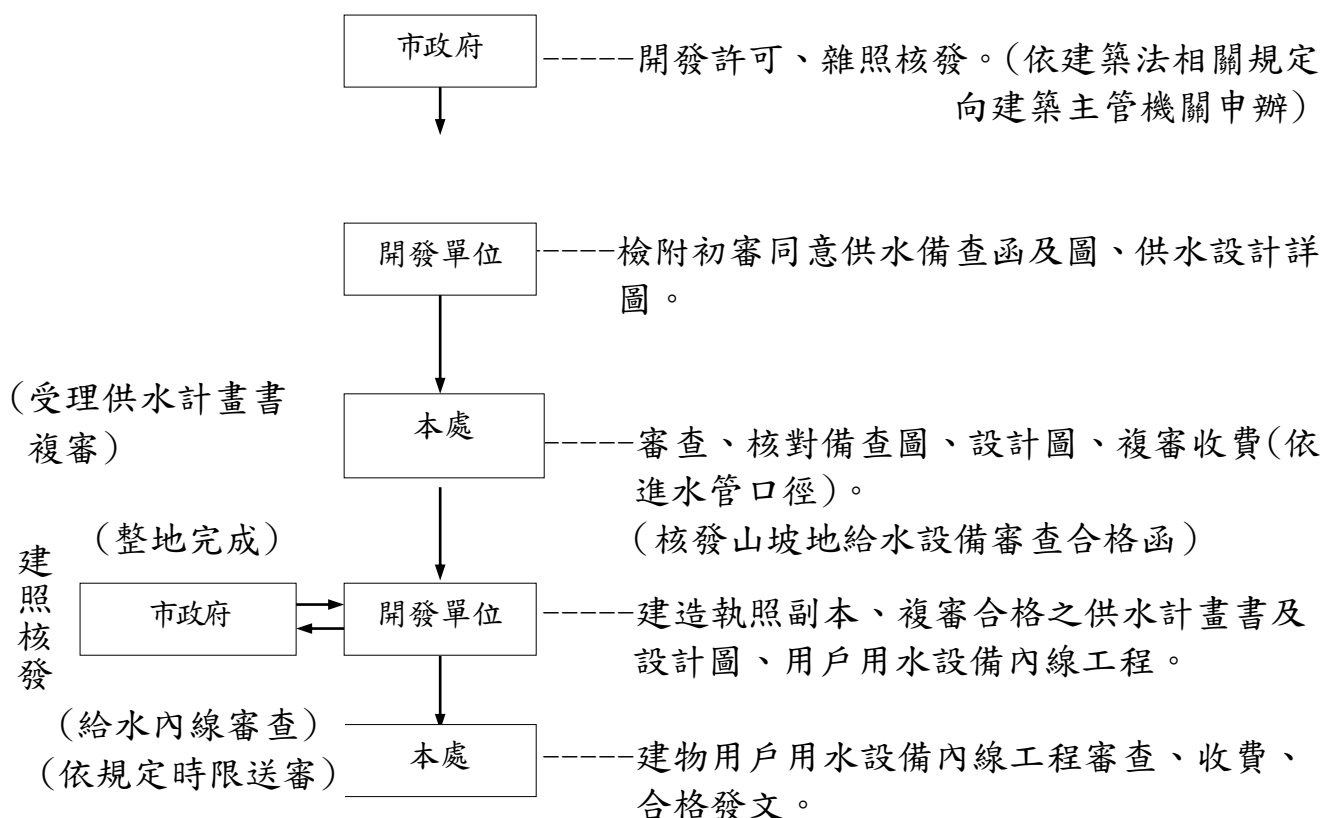 市政府
-----開發許可、雜照核發。(依建築法相關規定
向建築主管機關申辦)
開發單位
-----檢附初審同意供水備查函及圖、供水設計詳
圖。
(受理供水計畫書
複審)
本處
-----審查、核對備查圖、設計圖、複審收費(依
進水管口徑)。
(核發山坡地給水設備審查合格函)
(整地完成)
建照核發
市政府
開發單位
-----建造執照副本、複審合格之供水計畫書及
設計圖、用戶用水設備內線工程。
(給水內線審查)
(依規定時限送審)
本處
-----建物用戶用水設備內線工程審查、收費、
合格發文。